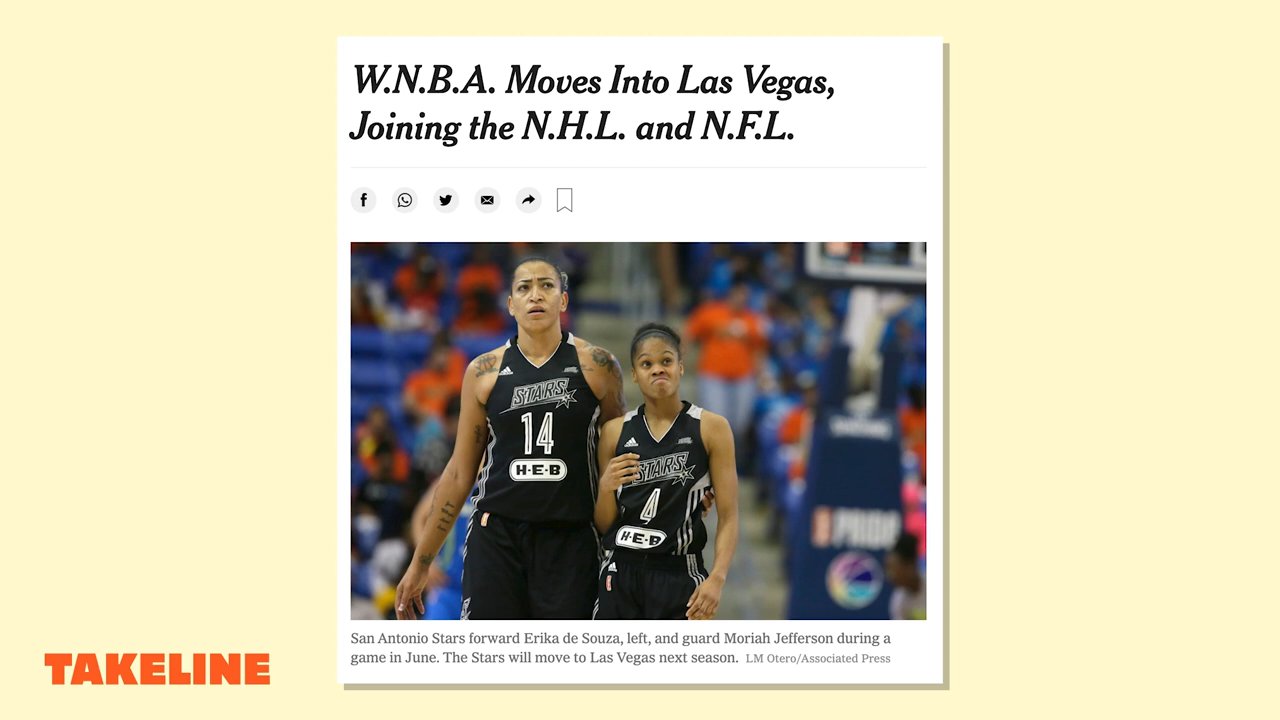 W.N.B.A. Moves Into Las Vegas,
Joining the N.H.L. and N.F.L.
STARS
14
H-E-B
STARS
4
H-E-B
PRIDE
San Antonio Stars forward Erika de Souza, left, and guard Moriah Jefferson during a
game in June. The Stars will move to Las Vegas next season. LM Otero/Associated Press
TAKELINE